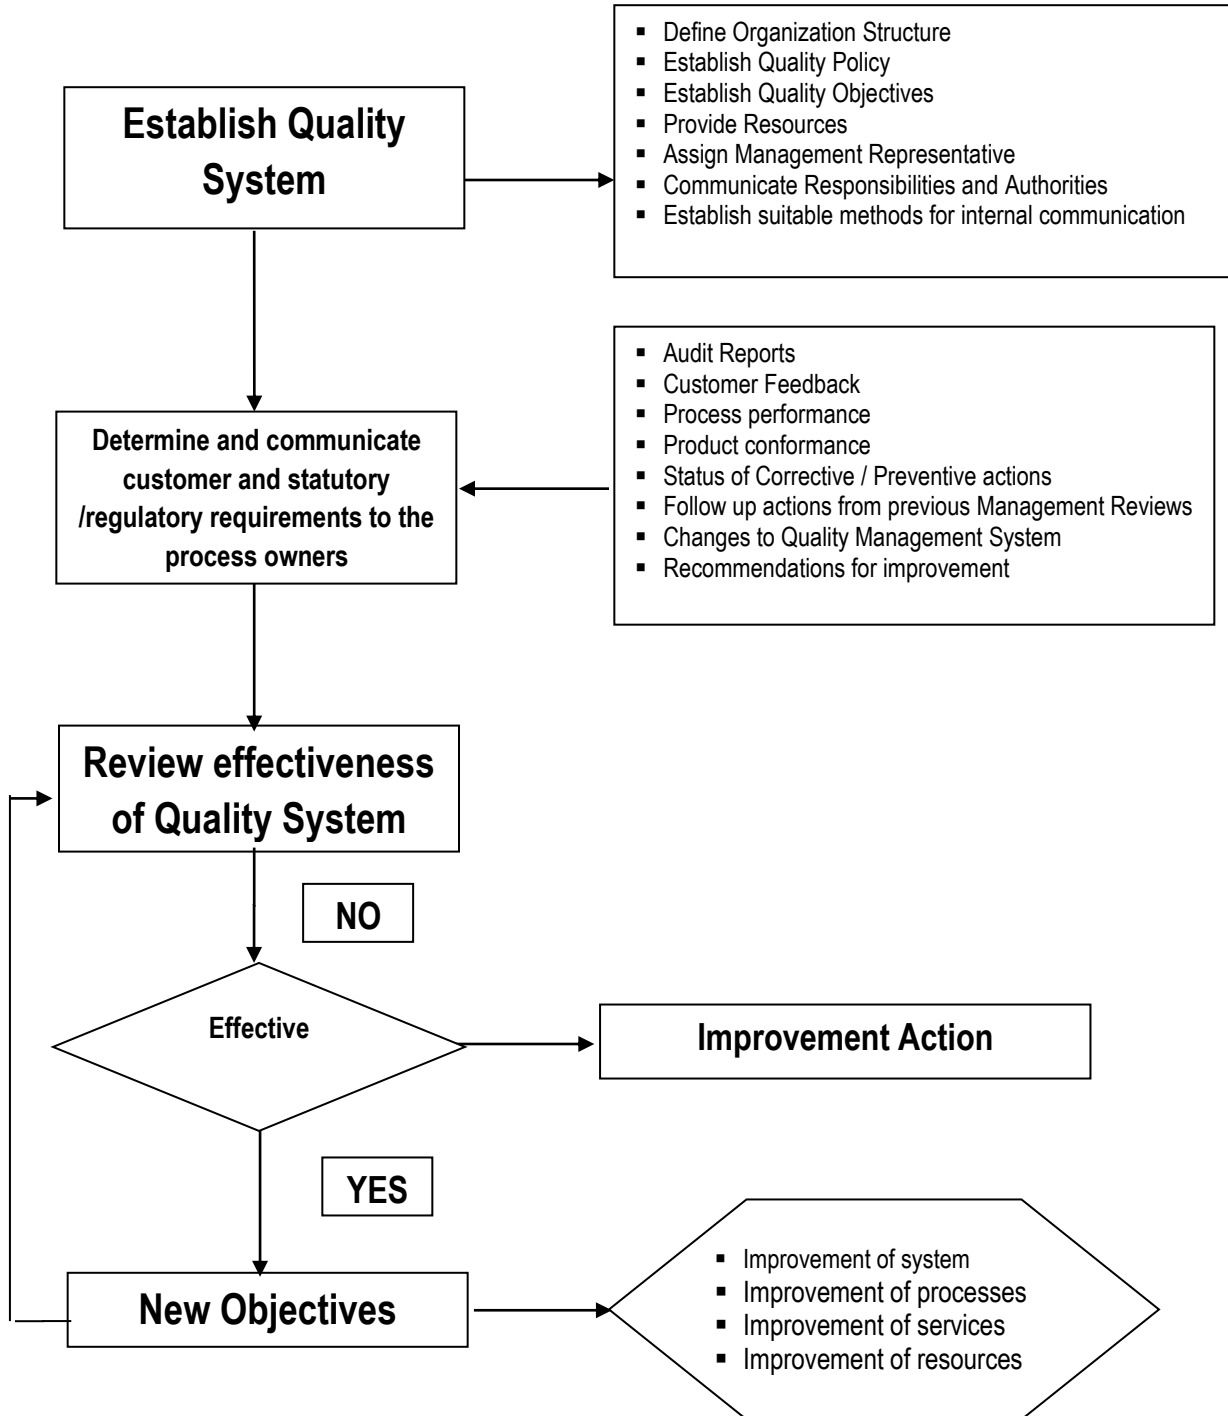 Establish Quality
System
▪ Define Organization Structure
▪ Establish Quality Policy
▪ Establish Quality Objectives
▪ Provide Resources
▪ Assign Management Representative
▪ Communicate Responsibilities and Authorities
▪ Establish suitable methods for internal communication
Determine and communicate
customer and statutory
/regulatory requirements to the
process owners
▪ Audit Reports
▪ Customer Feedback
▪ Process performance
▪ Product conformance
▪ Status of Corrective / Preventive actions
▪ Follow up actions from previous Management Reviews
▪ Changes to Quality Management System
▪ Recommendations for improvement
Review effectiveness
of Quality System
NO
Effective
Improvement Action
YES
New Objectives
▪ Improvement of system
▪ Improvement of processes
▪ Improvement of services
▪ Improvement of resources